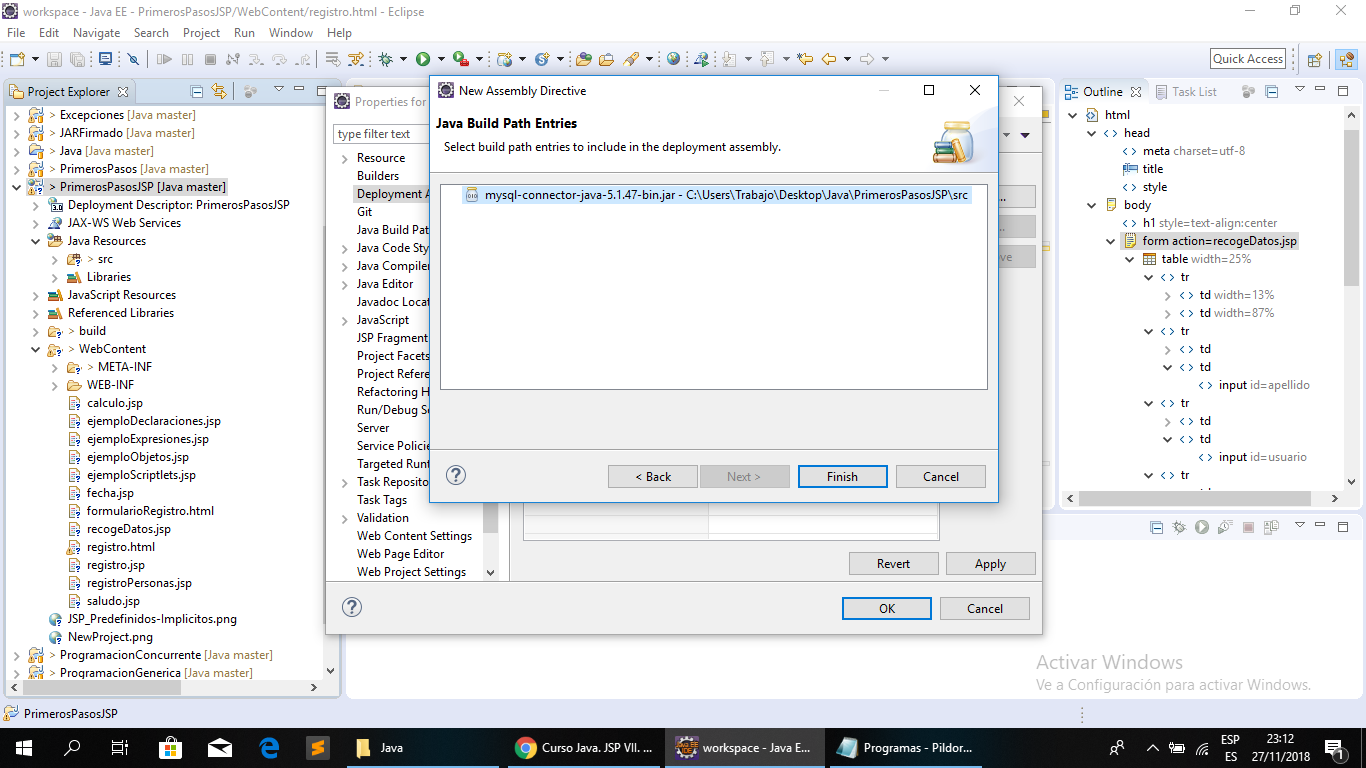 workspace - Java EE - PrimerosPasosJSP/WebContent/registro.html - Eclipse
File Edit Navigate Search Project Run Window Help
Quick Access
Project Explorer
> Excepciones [Java master]
> JARFirmado [Java master]
> Java [Java master]
> PrimerosPasos [Java master]
> PrimerosPasosJSP [Java master]
Deployment Descriptor: PrimerosPasosJSP
JAX-WS Web Services
Java Resources
> src
Libraries
JavaScript Resources
Referenced Libraries
> build
> WebContent
> META-INF
WEB-INF
calculo.jsp
ejemploDeclaraciones.jsp
ejemploExpresiones.jsp
ejemploObjetos.jsp
ejemploScriptlets.jsp
fecha.jsp
formularioRegistro.html
recogeDatos.jsp
registro.html
registro.jsp
registroPersonas.jsp
saludo.jsp
JSP_Predefinidos-Implicitos.png
NewProject.png
> ProgramacionConcurrente [Java master]
> ProgramacionGenerica [Java master]
Properties for
type filter text
Resource
Builders
Deployment A
Git
Java Build Pat
Java Code Sty
Java Compiler
Java Editor
Javadoc Locat
JavaScript
JSP Fragment
Project Facets
Project Refere
Refactoring H
Run/Debug Se
Server
Service Policie
Targeted Runt
Task Reposito
Task Tags
Validation
Web Content Settings
Web Page Editor
Web Project Settings
...
...
ve
Revert Apply
OK Cancel
New Assembly Directive
Java Build Path Entries
Select build path entries to include in the deployment assembly.
mysql-connector-java-5.1.47-bin.jar - C:\Users\Trabajo\Desktop\Java\PrimerosPasosJSP\src
< Back Next > Finish Cancel
Outline Task List
html
head
meta charset=utf-8
title
style
body
h1 style=text-align:center
form action=recogeDatos.jsp
table width=25%
tr
td width=13%
td width=87%
tr
td
td
input id=apellido
tr
td
td
input id=usuario
tr
Activar Windows
Ve a Configuración para activar Windows.
PrimerosPasosJSP
Java
Curso Java. JSP VII. ...
workspace - Java E...
Programas - Pildor...
ESP
ES
23:12
27/11/2018
1